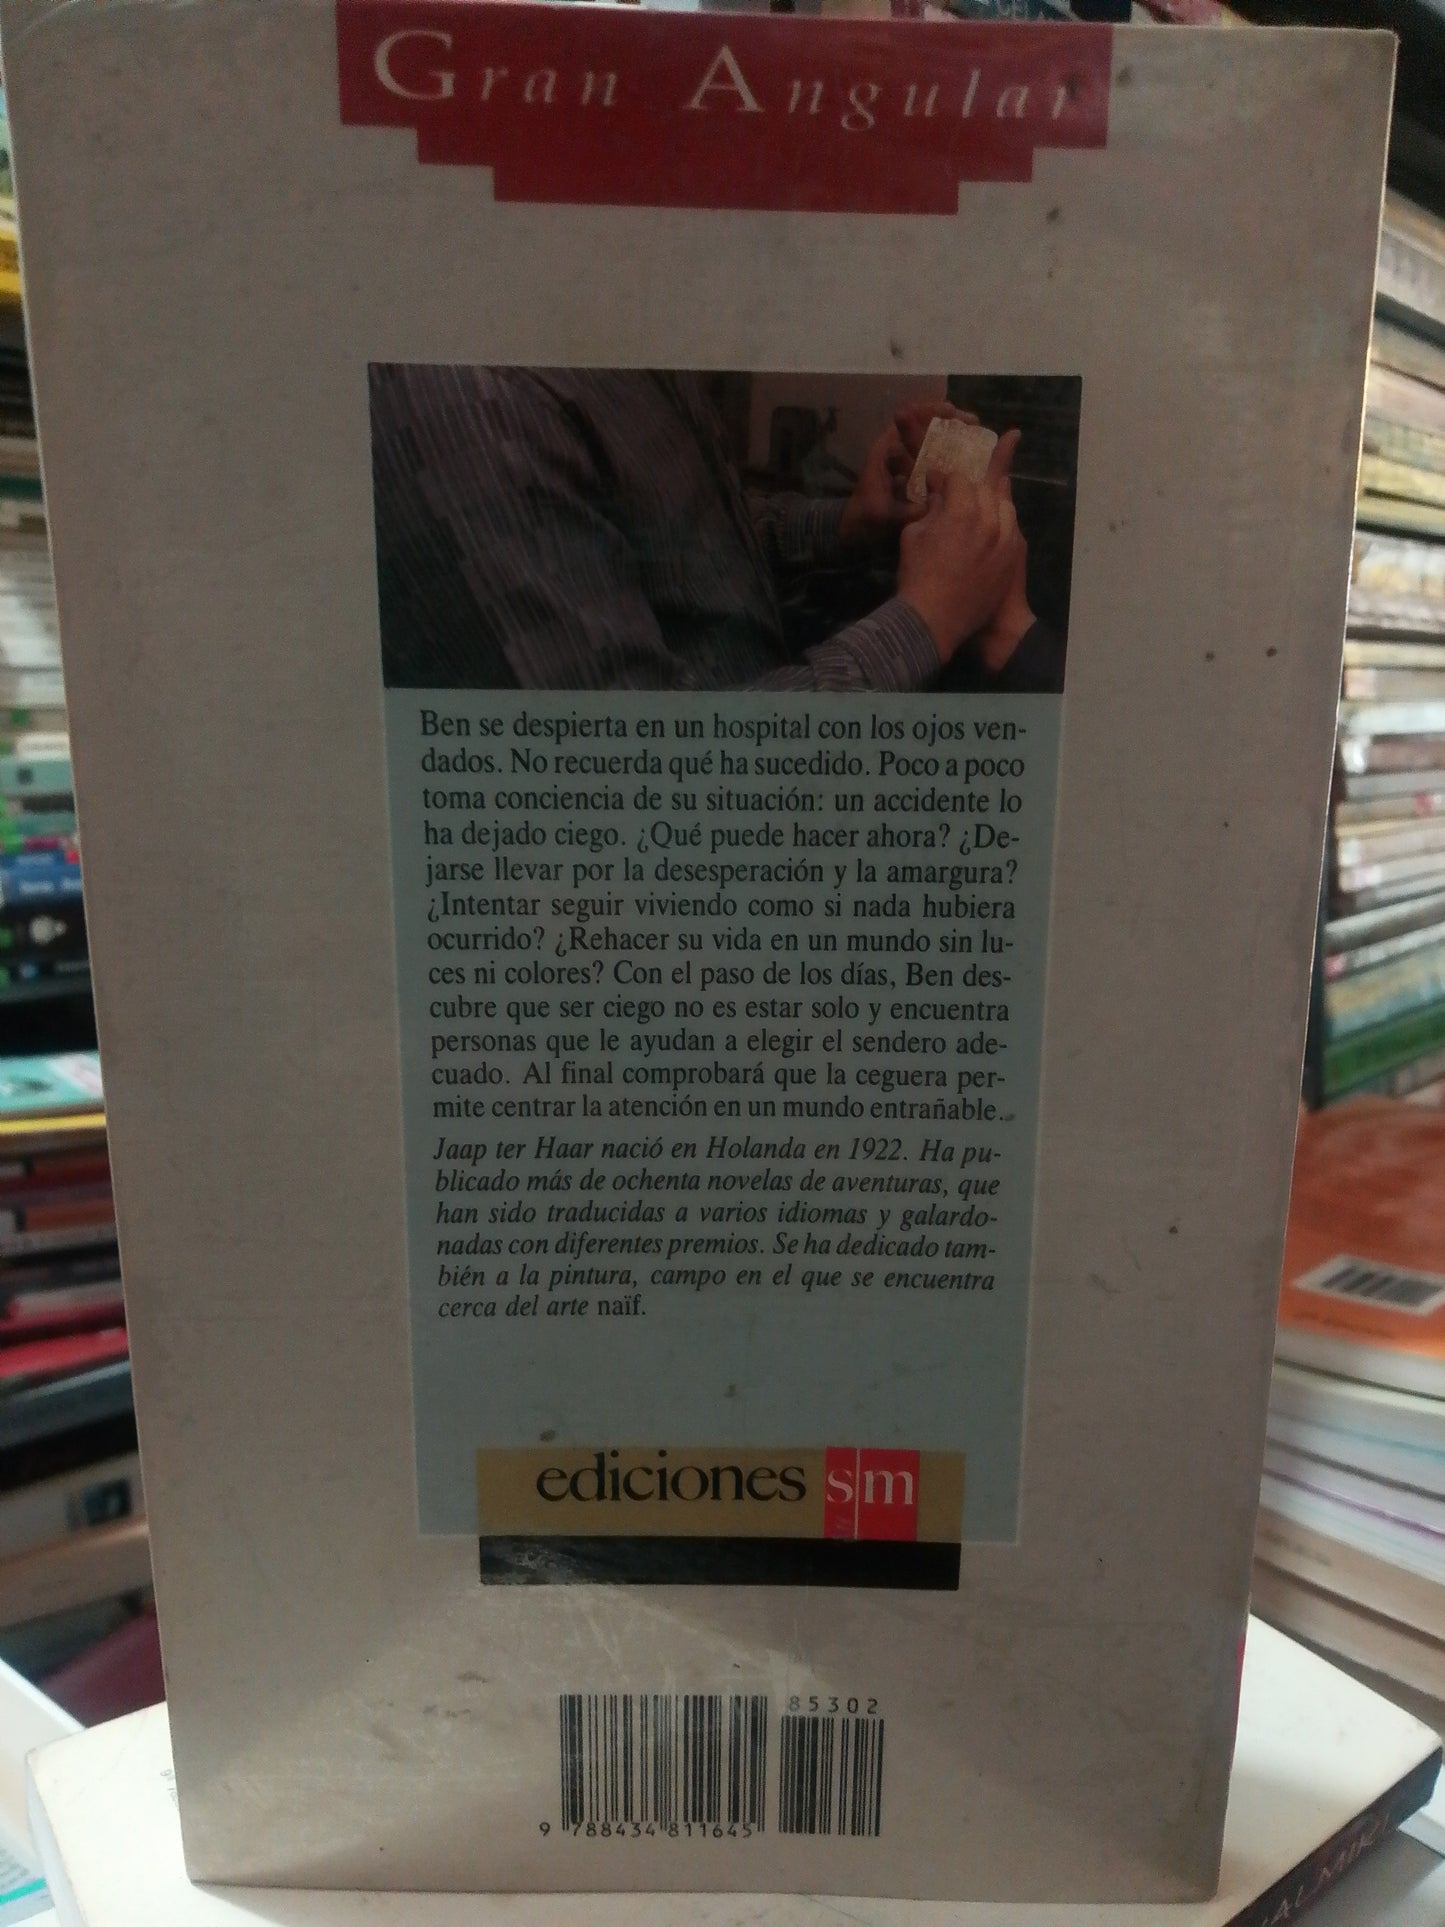 Gran Angular
Ben se despierta en un hospital con los ojos ven-
dados. No recuerda qué ha sucedido. Poco a poco
toma conciencia de su situación: un accidente lo
ha dejado ciego. ¿Qué puede hacer ahora? ¿De-
jarse llevar por la desesperación y la amargura?
¿Intentar seguir viviendo como si nada hubiera
ocurrido? ¿Rehacer su vida en un mundo sin lu-
ces ni colores? Con el paso de los días, Ben des-
cubre que ser ciego no es estar solo y encuentra
personas que le ayudan a elegir el sendero ade-
cuado. Al final comprobará que la ceguera per-
mite centrar la atención en un mundo entrañable.
Jaap ter Haar nació en Holanda en 1922. Ha pu-
blicado más de ochenta novelas de aventuras, que
han sido traducidas a varios idiomas y galardo-
nadas con diferentes premios. Se ha dedicado tam-
bién a la pintura, campo en el que se encuentra
cerca del arte naïf.
ediciones sm
85302
9 788434 811645